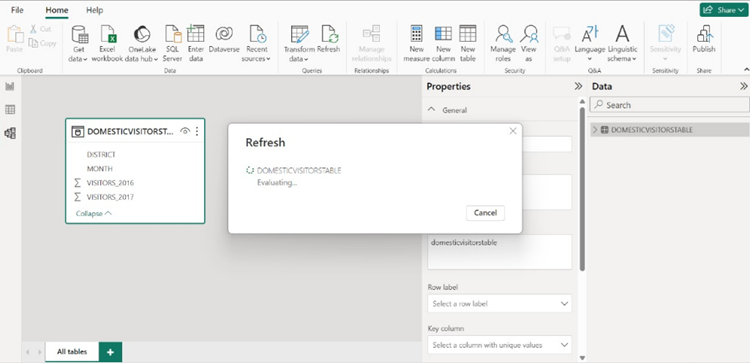 File Home Help
Share
Paste
Cut
Copy
Clipboard
Get data
Excel workbook
OneLake data hub
SQL Server
Enter data
Dataverse
Recent sources
Data
Transform data
Refresh
Queries
Manage relationships
Relationships
New measure
New column
New table
Calculations
Manage roles
View as
Security
Q&A setup
Language
Linguistic schema
Q&A
Sensitivity
Sensitivity
Publish
Share
DOMESTICVISITORST...
DISTRICT
MONTH
VISITORS_2016
VISITORS_2017
Collapse
Refresh
DOMESTICVISITORSTABLE
Evaluating...
Cancel
Properties
General
domesticvisitorstable
Row label
Select a row label
Key column
Select a column with unique values
Data
Search
DOMESTICVISITORSTABLE
All tables